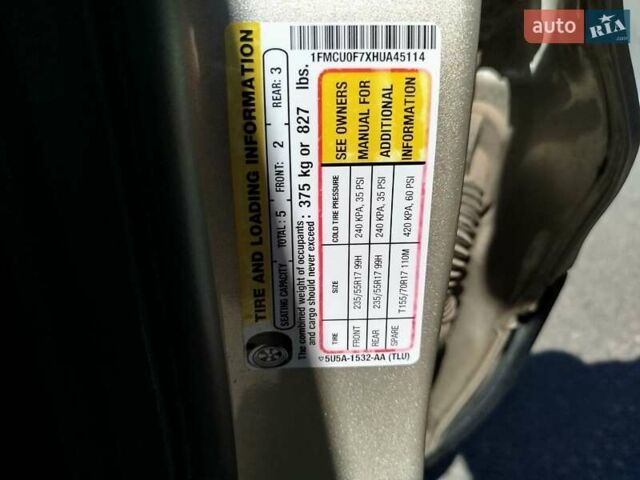 1FMCU0F7XHUA45114
TIRE AND LOADING INFORMATION
SEATING CAPACITY TOTAL: 5 FRONT: 2 REAR: 3
The combined weight of occupants
and cargo should never exceed : 375 kg or 827 lbs.
TIRE SIZE COLD TIRE PRESSURE SEE OWNERS
FRONT 235/55R17 99H 240 KPA, 35 PSI MANUAL FOR
REAR 235/55R17 99H 240 KPA, 35 PSI ADDITIONAL
SPARE T155/70R17 110M 420 KPA, 60 PSI INFORMATION
5U5A-1532-AA (TLU)
auto RIA
.com